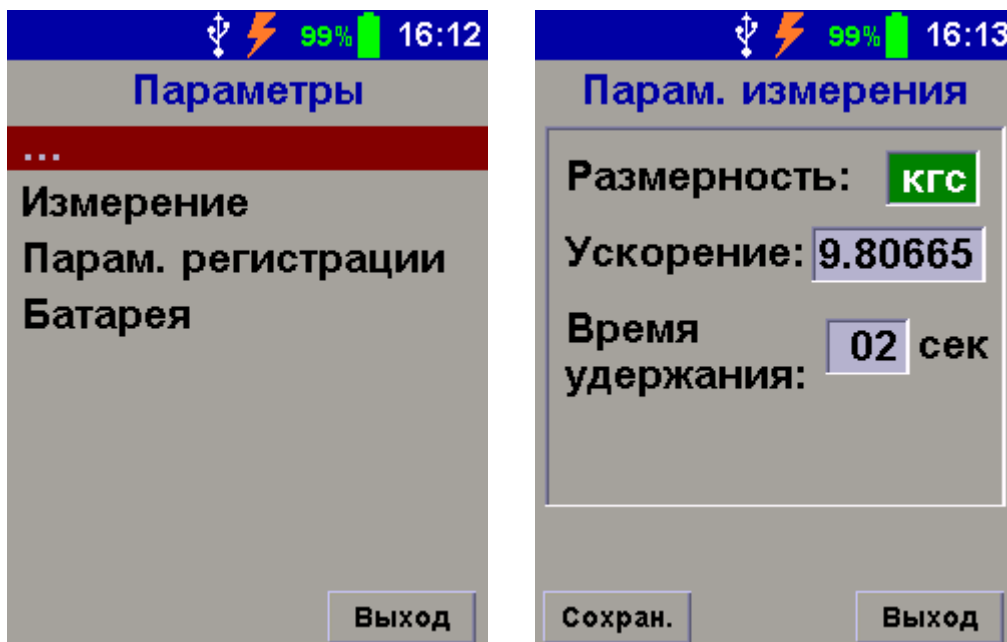 99% 16:12
Параметры
...
Измерение
Парам. регистрации
Батарея
Выход
99% 16:13
Парам. измерения
Размерность: кгс
Ускорение: 9.80665
Время
удержания: 02 сек
Сохран. Выход